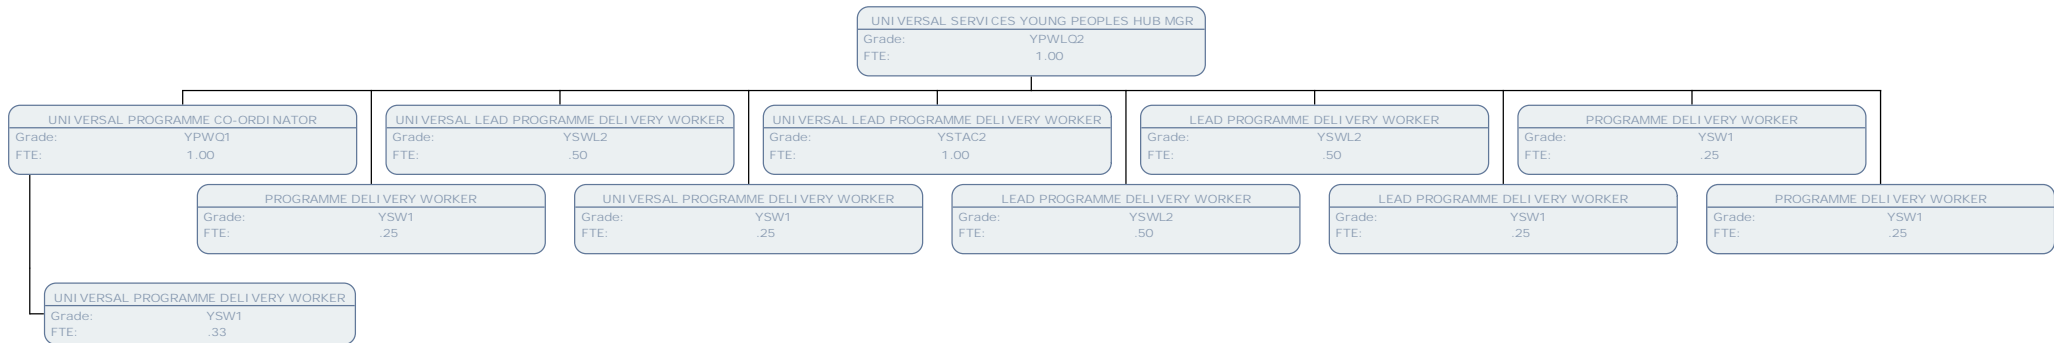 UNIVERSAL SERVICES YOUNG PEOPLES HUB MGR
Grade: YPWLQ2
FTE: 1.00
UNIVERSAL PROGRAMME CO-ORDINATOR
Grade: YPWQ1
FTE: 1.00
UNIVERSAL LEAD PROGRAMME DELIVERY WORKER
Grade: YSWL2
FTE: .50
UNIVERSAL LEAD PROGRAMME DELIVERY WORKER
Grade: YSTAC2
FTE: 1.00
LEAD PROGRAMME DELIVERY WORKER
Grade: YSWL2
FTE: .50
PROGRAMME DELIVERY WORKER
Grade: YSW1
FTE: .25
PROGRAMME DELIVERY WORKER
Grade: YSW1
FTE: .25
UNIVERSAL PROGRAMME DELIVERY WORKER
Grade: YSW1
FTE: .25
LEAD PROGRAMME DELIVERY WORKER
Grade: YSWL2
FTE: .50
LEAD PROGRAMME DELIVERY WORKER
Grade: YSW1
FTE: .25
PROGRAMME DELIVERY WORKER
Grade: YSW1
FTE: .25
UNIVERSAL PROGRAMME DELIVERY WORKER
Grade: YSW1
FTE: .33